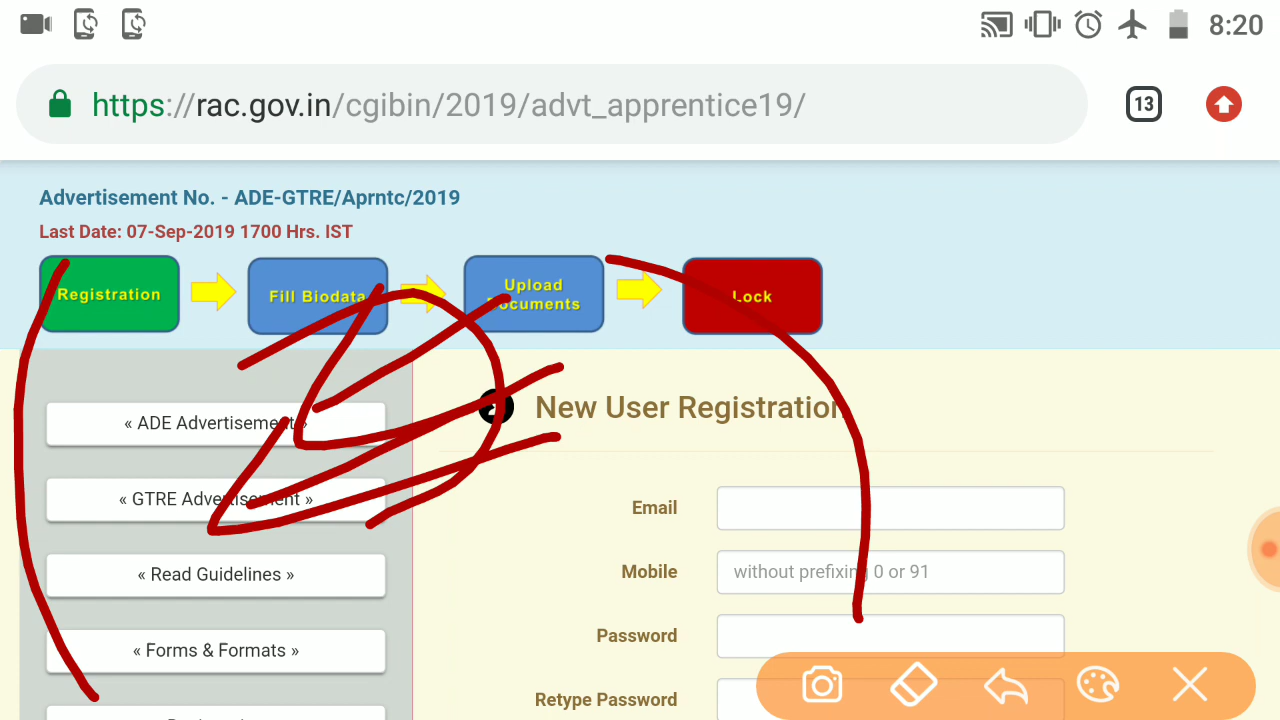 8:20
https://rac.gov.in/cgibin/2019/advt_apprentice19/
13
Advertisement No. - ADE-GTRE/Aprntc/2019
Last Date: 07-Sep-2019 1700 Hrs. IST
Registration
Fill Biodata
Upload Documents
Lock
« ADE Advertisement »
« GTRE Advertisement »
« Read Guidelines »
« Forms & Formats »
New User Registration
Email
Mobile without prefixing 0 or 91
Password
Retype Password